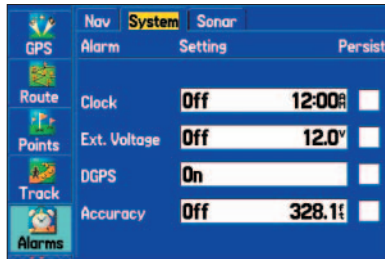 Nav System Sonar
Alarm Setting Persist
GPS
Route
Points
Track
Alarms
Clock Off 12:00
Ext. Voltage Off 12.0V
DGPS On
Accuracy Off 328.1